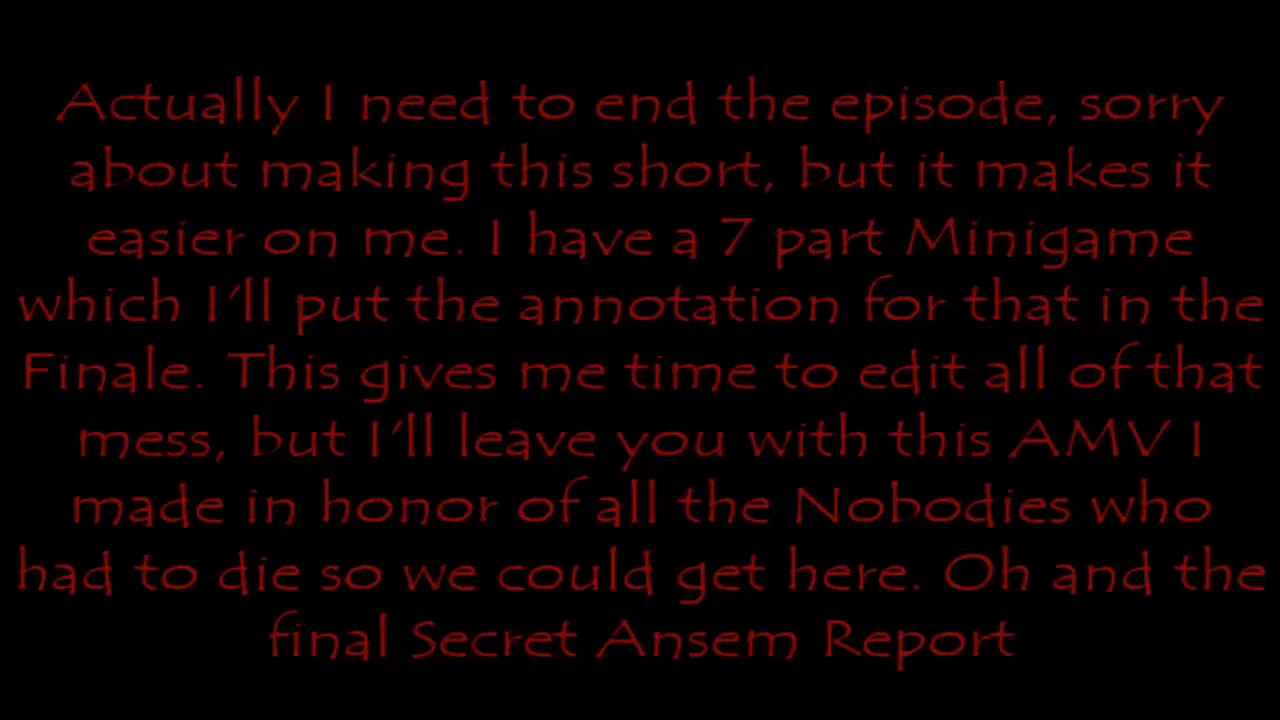 Actually I need to end the episode, sorry
about making this short, but it makes it
easier on me. I have a 7 part Minigame
which I'll put the annotation for that in the
Finale. This gives me time to edit all of that
mess, but I'll leave you with this AMV I
made in honor of all the Nobodies who
had to die so we could get here. Oh and the
final Secret Ansem Report